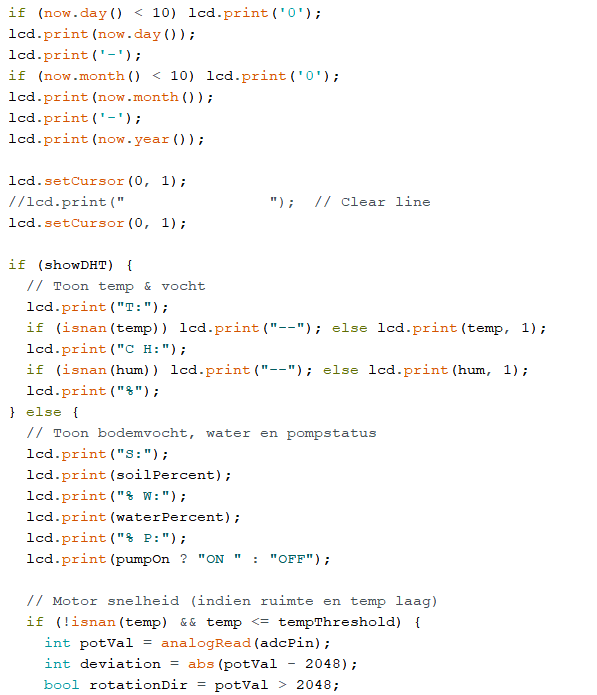 if (now.day() < 10) lcd.print('0');
lcd.print(now.day());
lcd.print('-');
if (now.month() < 10) lcd.print('0');
lcd.print(now.month());
lcd.print('-');
lcd.print(now.year());

lcd.setCursor(0, 1);
//lcd.print("                ");  // Clear line
lcd.setCursor(0, 1);

if (showDHT) {
  // Toon temp & vocht
  lcd.print("T:");
  if (isnan(temp)) lcd.print("--"); else lcd.print(temp, 1);
  lcd.print("C H:");
  if (isnan(hum)) lcd.print("--"); else lcd.print(hum, 1);
  lcd.print("%");
} else {
  // Toon bodemvocht, water en pompstatus
  lcd.print("S:");
  lcd.print(soilPercent);
  lcd.print("% W:");
  lcd.print(waterPercent);
  lcd.print("% P:");
  lcd.print(pumpOn ? "ON " : "OFF");

  // Motor snelheid (indien ruimte en temp laag)
  if (!isnan(temp) && temp <= tempThreshold) {
    int potVal = analogRead(adcPin);
    int deviation = abs(potVal - 2048);
    bool rotationDir = potVal > 2048;